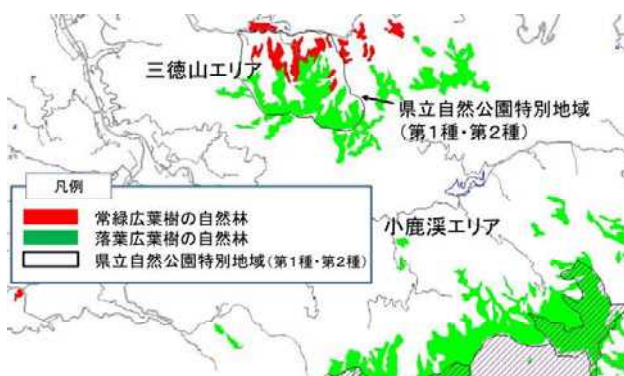 三徳山エリア
県立自然公園特別地域
(第1種・第2種)
凡例
常緑広葉樹の自然林
落葉広葉樹の自然林
県立自然公園特別地域(第1種・第2種)
小鹿渓エリア